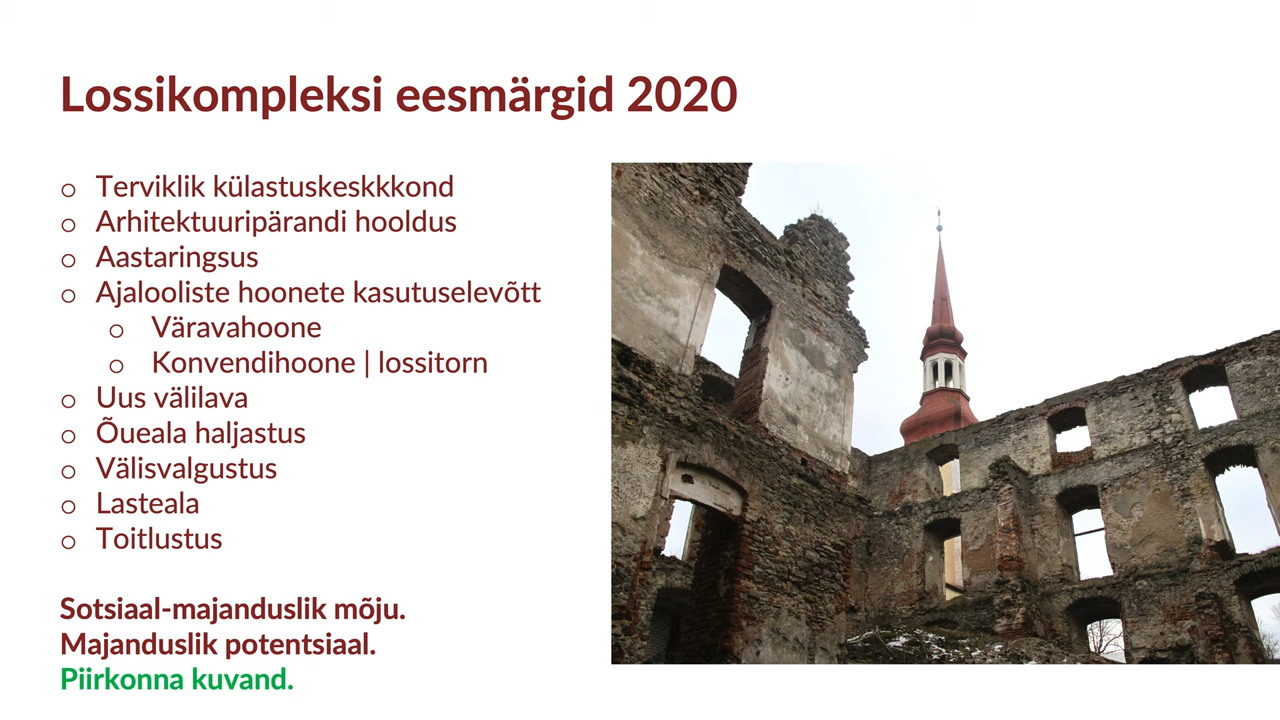 Lossikompleksi eesmärgid 2020
o Terviklik külastuskeskkkond
o Arhitektuuripärandi hooldus
o Aastaringsus
o Ajalooliste hoonete kasutuselevõtt
o Väravahoone
o Konvendihoone | lossitorn
o Uus välilava
o Õueala haljastus
o Välisvalgustus
o Lasteala
o Toitlustus
Sotsiaal-majanduslik mõju.
Majanduslik potentsiaal.
Piirkonna kuvand.